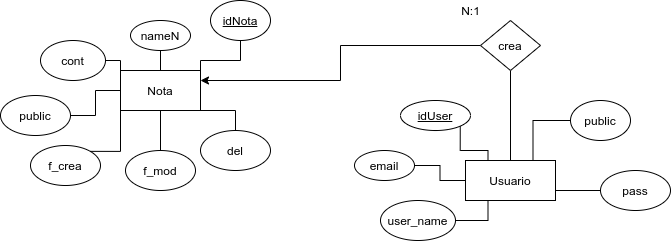 N:1
idNota
nameN
crea
cont
Nota
public
idUser
public
del
f_crea
f_mod
email
Usuario
pass
user_name